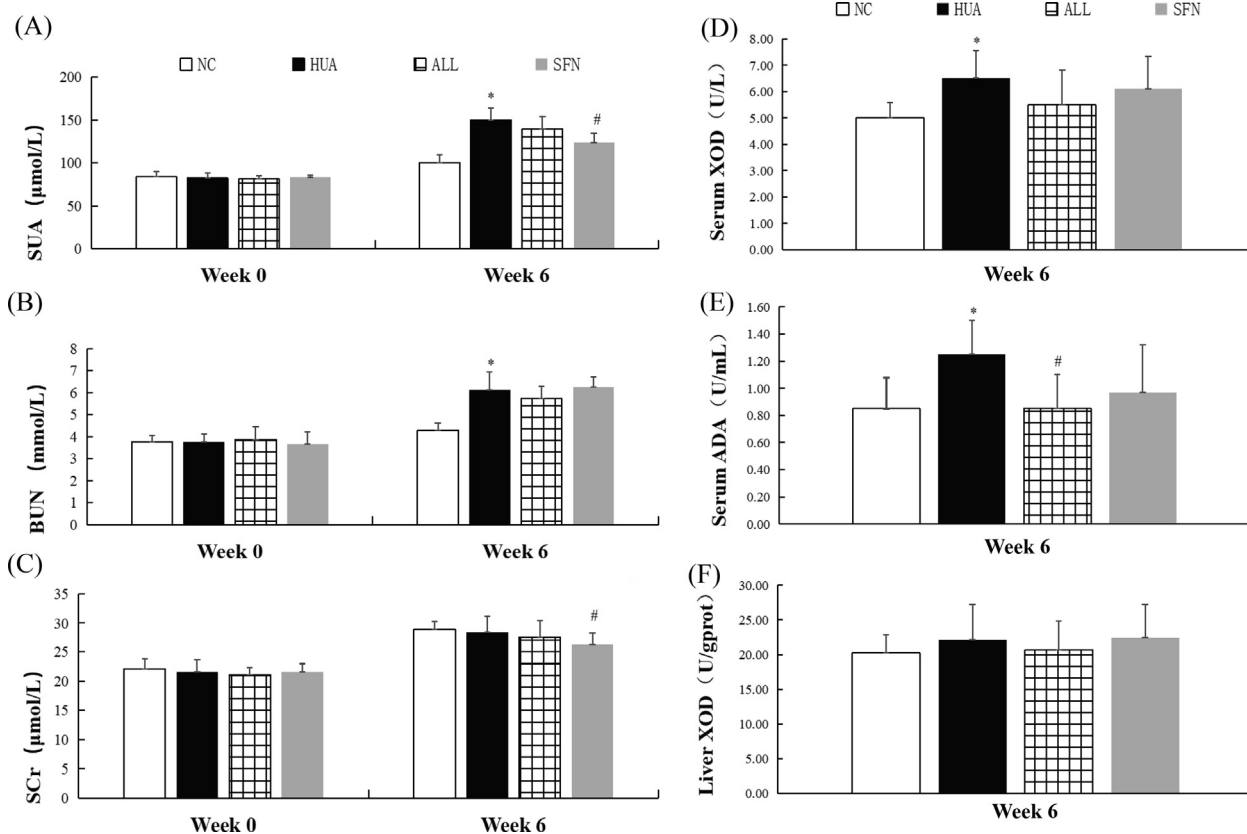 (A)
NC HUA ALL SFN
SUA (μmol/L)
200
150
100
50
0
*
#
Week 0 Week 6
(B)
BUN (mmol/L)
8
7
6
5
4
3
2
1
0
*
Week 0 Week 6
(C)
SCr (μmol/L)
35
30
25
20
15
10
5
0
#
Week 0 Week 6
NC HUA ALL SFN
(D)
Serum XOD（U/L）
8.00
7.00
6.00
5.00
4.00
3.00
2.00
1.00
0.00
*
Week 6
(E)
Serum ADA（U/mL）
1.60
1.40
1.20
1.00
0.80
0.60
0.40
0.20
0.00
*
#
Week 6
(F)
Liver XOD（U/gprot）
30.00
25.00
20.00
15.00
10.00
5.00
0.00
Week 6